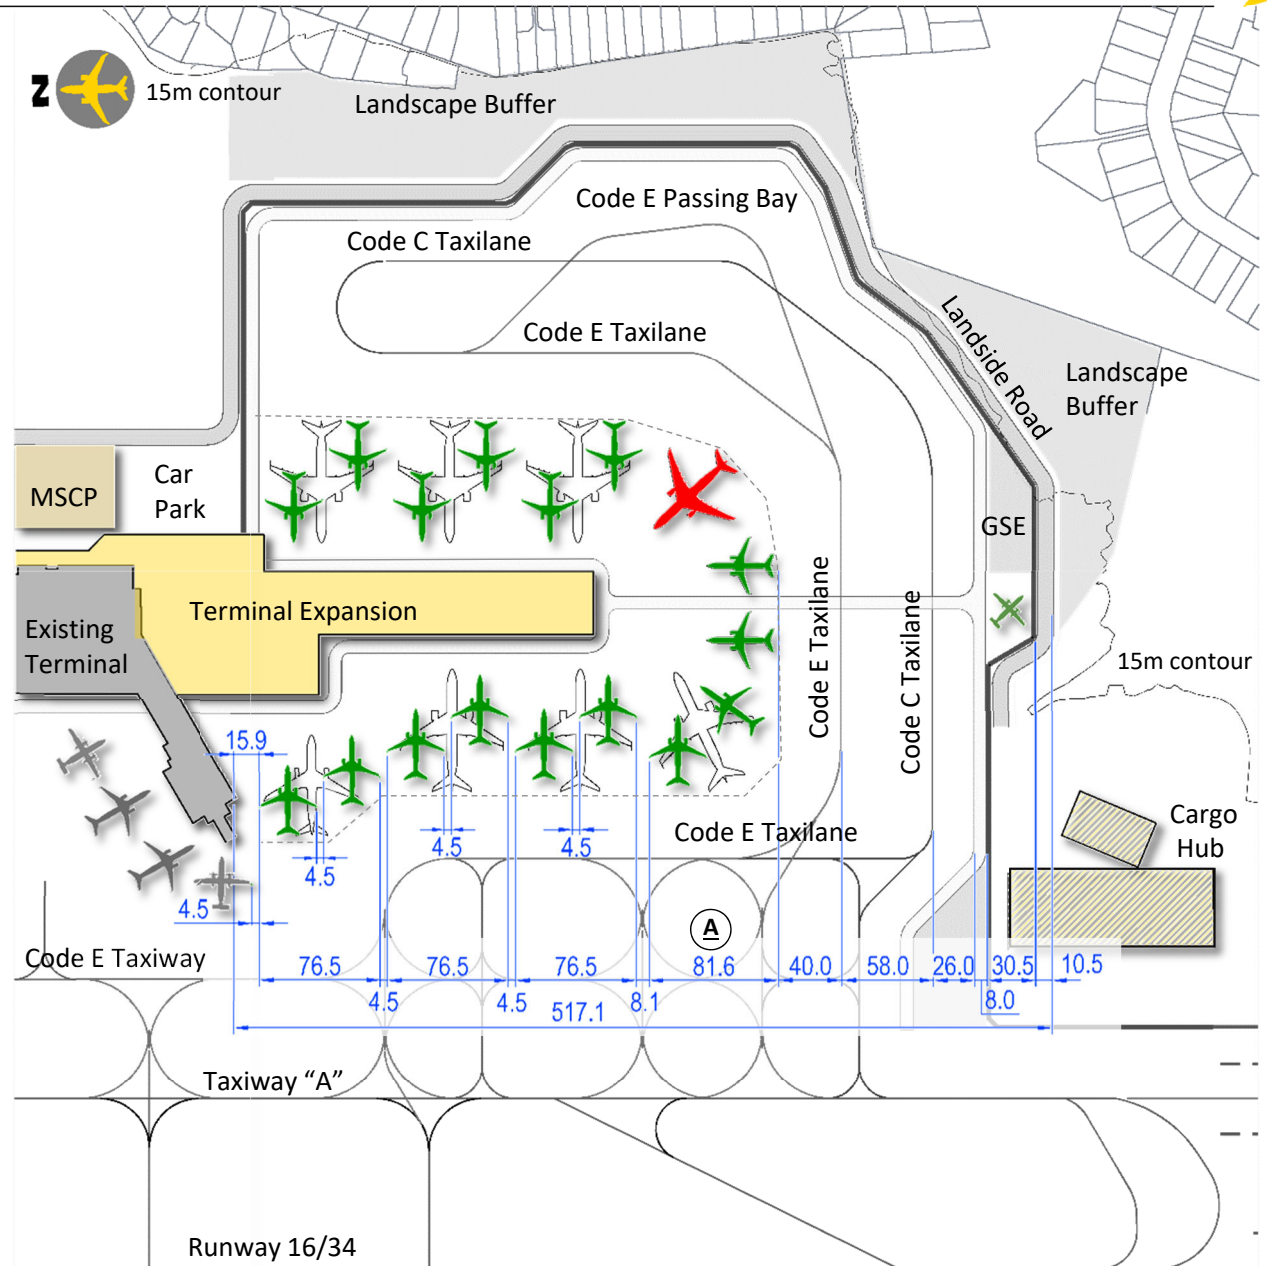 Z
15m contour
Landscape Buffer
Code E Passing Bay
Code C Taxilane
Code E Taxilane
Landside Road
Landscape
Buffer
MSCP
Car
Park
GSE
Terminal Expansion
Existing
Terminal
Code E Taxilane
Code C Taxilane
15m contour
15.9
Code E Taxilane
Cargo
Hub
4.5
4.5
4.5
4.5
A
Code E Taxiway
76.5
76.5
76.5
81.6
40.0
58.0
26.0
30.5
10.5
4.5
4.5
8.1
8.0
517.1
Taxiway “A”
Runway 16/34